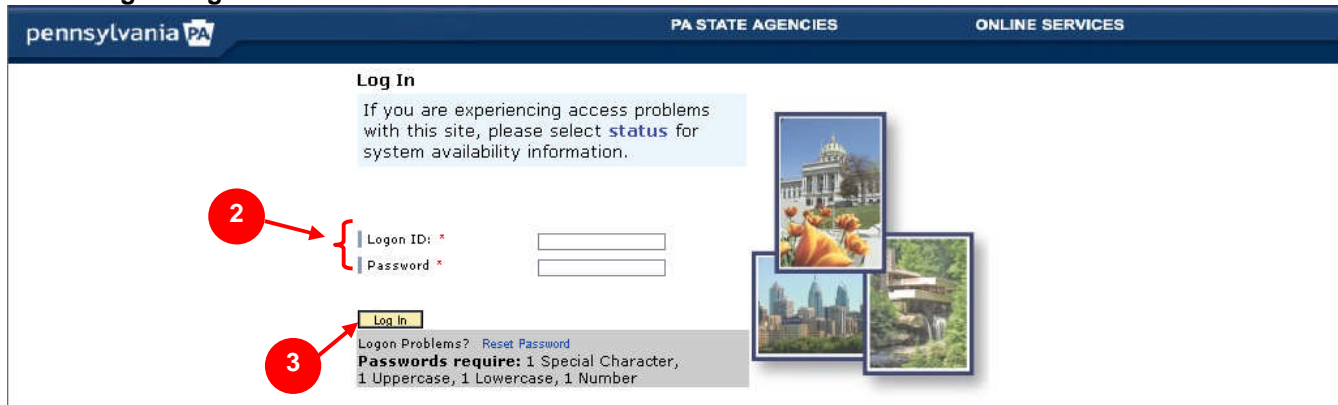 pennsylvania PA
PA STATE AGENCIES
ONLINE SERVICES
Log In
If you are experiencing access problems
with this site, please select status for
system availability information.
2
Logon ID: *
Password *
Log In
3
Logon Problems? Reset Password
Passwords require: 1 Special Character,
1 Uppercase, 1 Lowercase, 1 Number